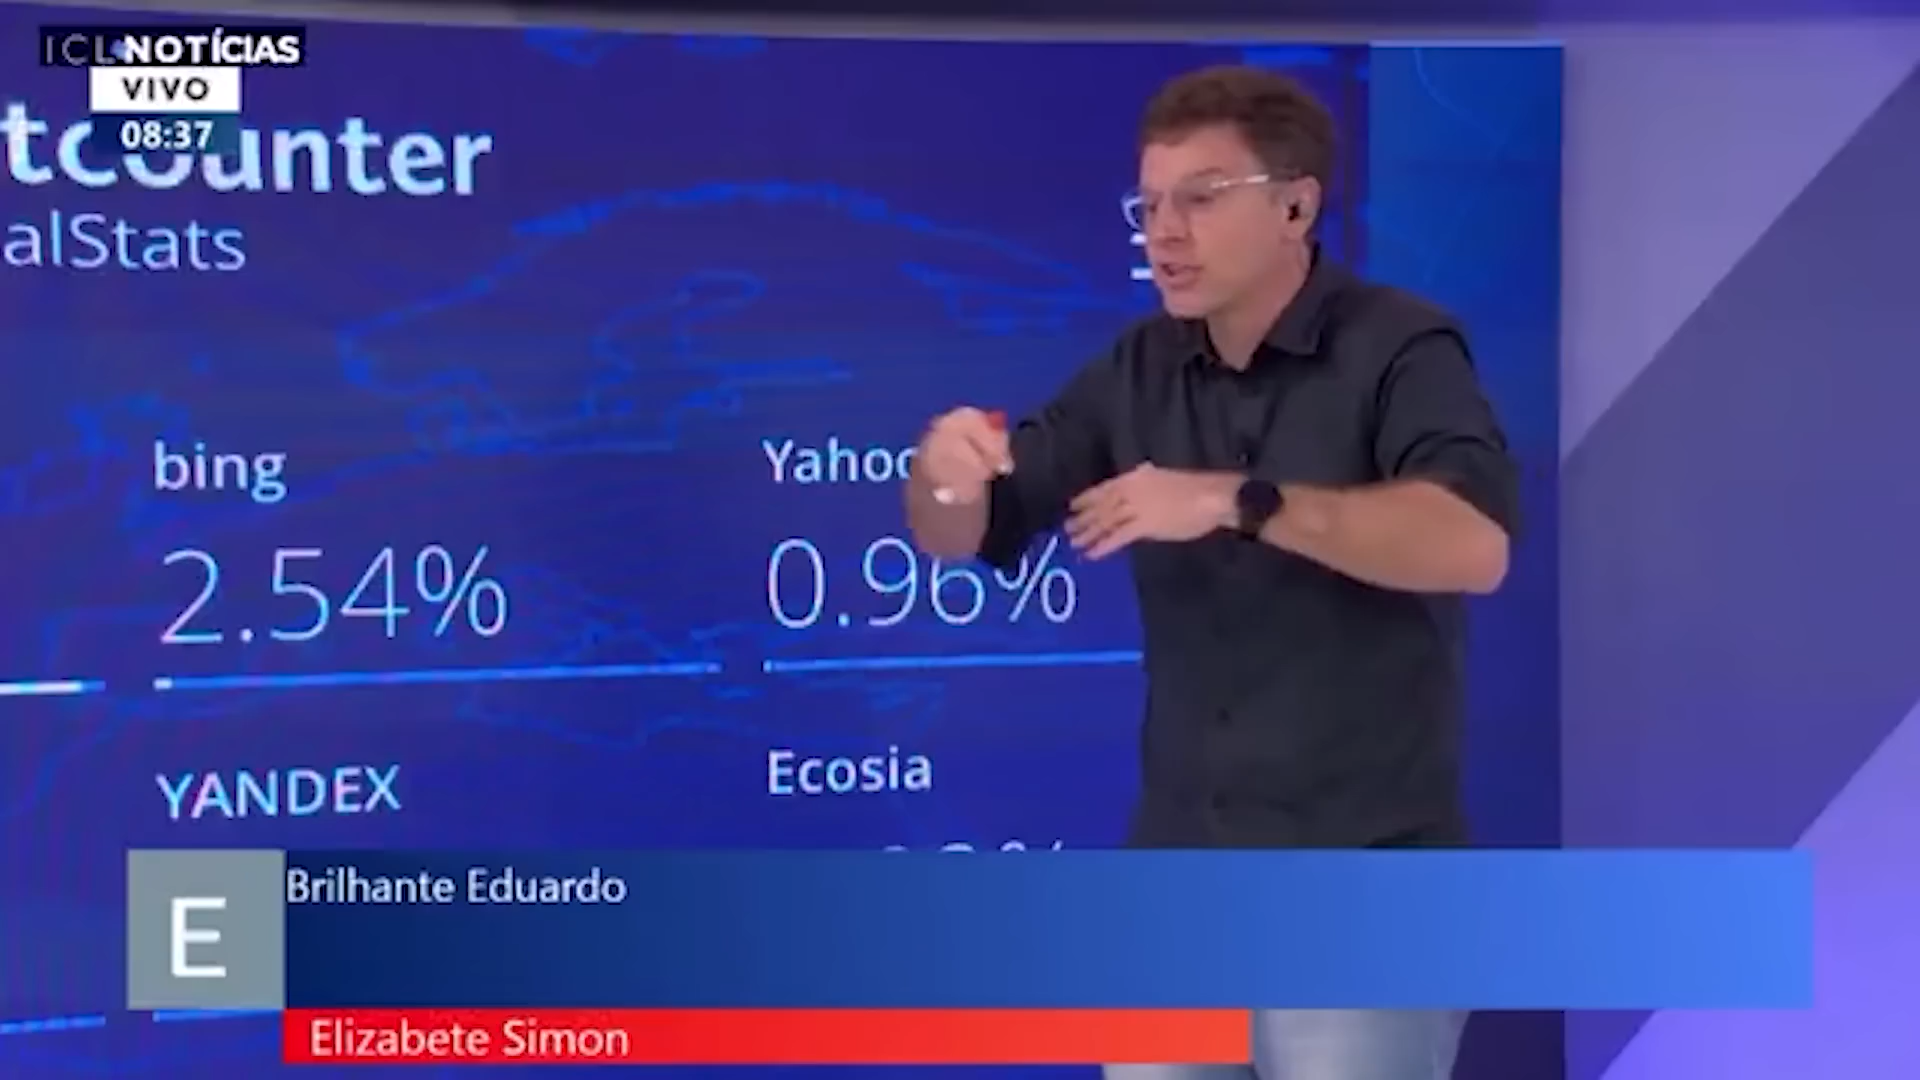 ICL NOTÍCIAS
VIVO
08:37
tcounter
alStats
bing
Yahoo
2.54%
0.96%
YANDEX
Ecosia
E
Brilhante Eduardo
Elizabete Simon